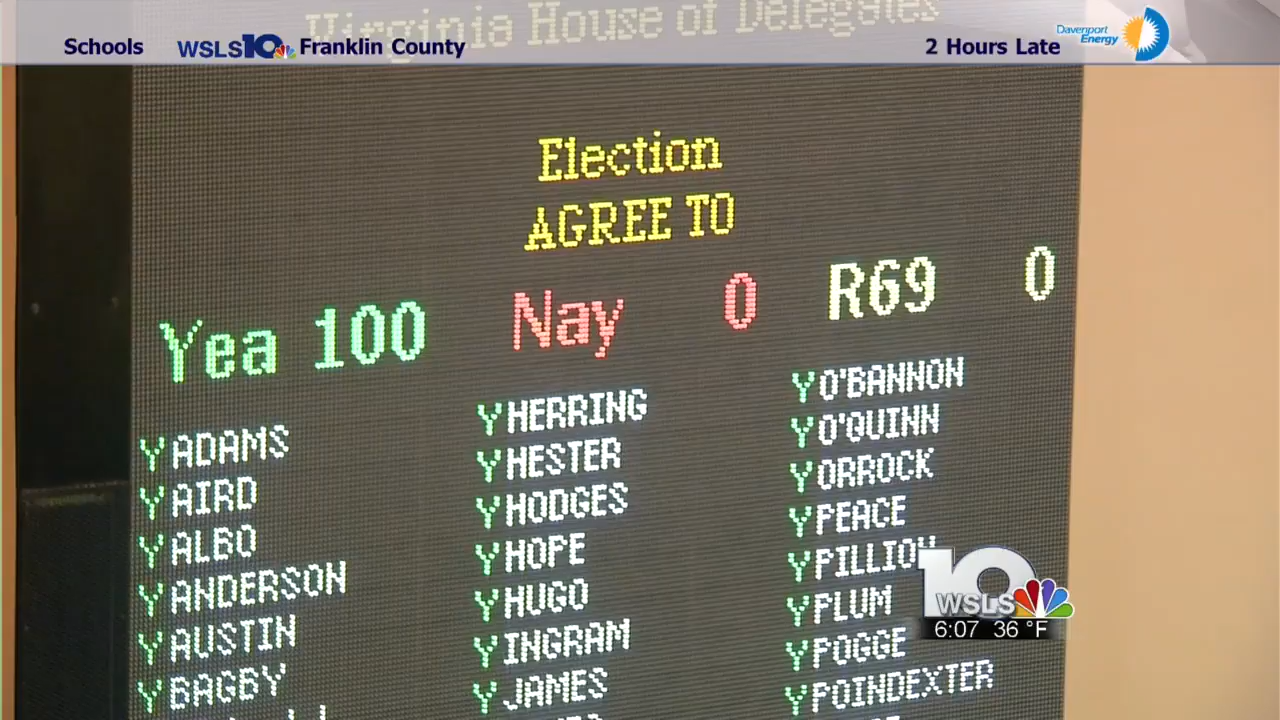 Virginia House of Delegates
Schools WSLS10 Franklin County 2 Hours Late Davenport Energy
Election
AGREE TO
Yea 100 Nay 0 R69 0
Y ADAMS
Y AIRD
Y ALBO
Y ANDERSON
Y AUSTIN
Y BAGBY
Y HERRING
Y HESTER
Y HODGES
Y HOPE
Y HUGO
Y INGRAM
Y JAMES
Y O'BANNON
Y O'QUINN
Y ORROCK
Y PEACE
Y PILLION
Y PLUM
Y POGGE
Y POINDEXTER
10
WSLS
6:07 36 °F